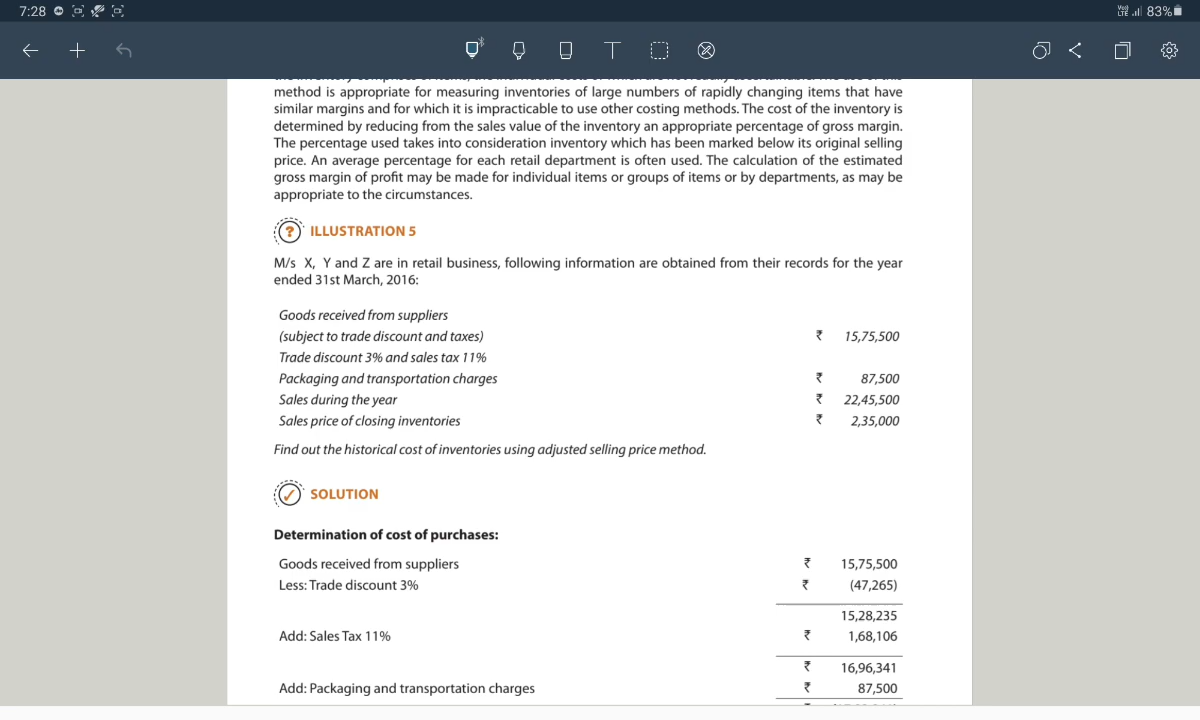 7:28
Vo) LTE 83%
method is appropriate for measuring inventories of large numbers of rapidly changing items that have
similar margins and for which it is impracticable to use other costing methods. The cost of the inventory is
determined by reducing from the sales value of the inventory an appropriate percentage of gross margin.
The percentage used takes into consideration inventory which has been marked below its original selling
price. An average percentage for each retail department is often used. The calculation of the estimated
gross margin of profit may be made for individual items or groups of items or by departments, as may be
appropriate to the circumstances.
? ILLUSTRATION 5
M/s X, Y and Z are in retail business, following information are obtained from their records for the year
ended 31st March, 2016:
Goods received from suppliers
(subject to trade discount and taxes) ₹ 15,75,500
Trade discount 3% and sales tax 11%
Packaging and transportation charges ₹ 87,500
Sales during the year ₹ 22,45,500
Sales price of closing inventories ₹ 2,35,000
Find out the historical cost of inventories using adjusted selling price method.
SOLUTION
Determination of cost of purchases:
Goods received from suppliers ₹ 15,75,500
Less: Trade discount 3% ₹ (47,265)
15,28,235
Add: Sales Tax 11% ₹ 1,68,106
₹ 16,96,341
Add: Packaging and transportation charges ₹ 87,500